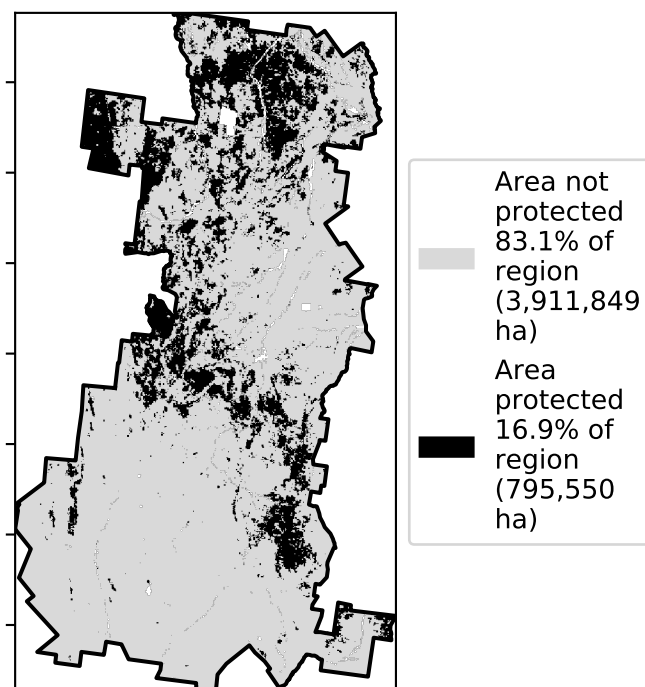 Area not
protected
83.1% of
region
(3,911,849
ha)
Area
protected
16.9% of
region
(795,550
ha)